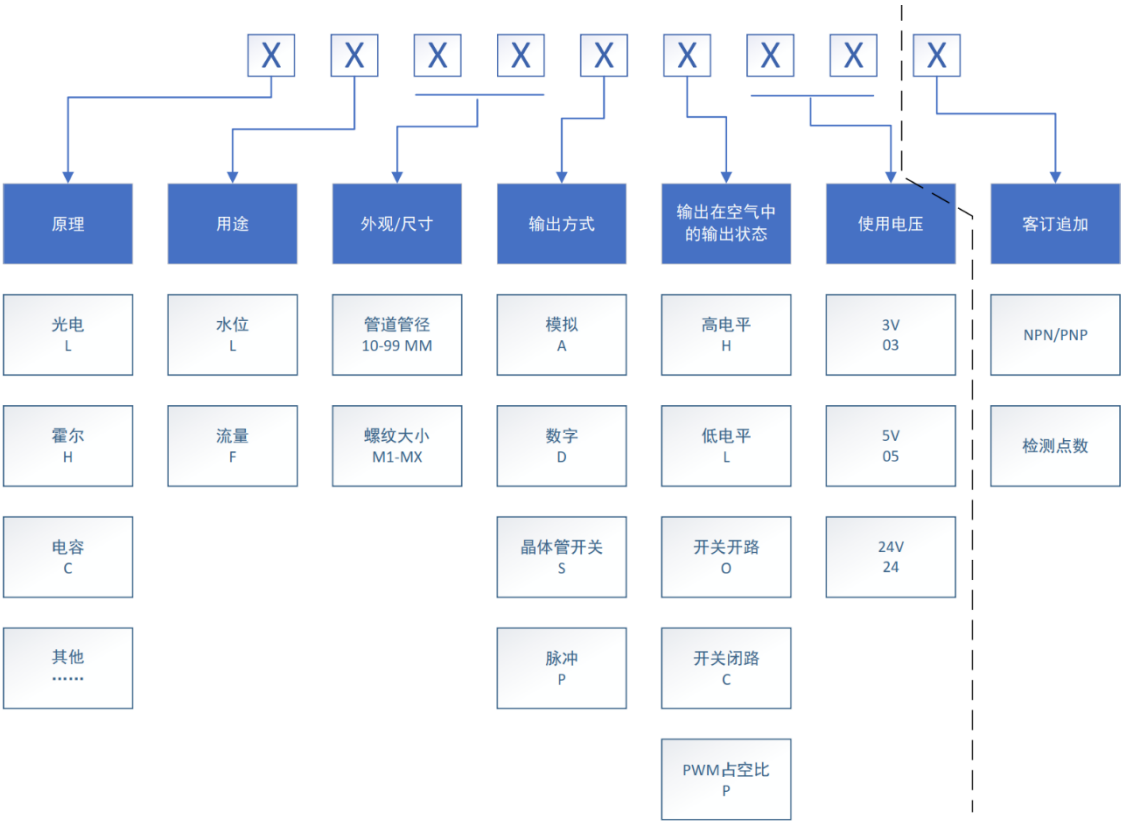 X X X X X X X X X
原理
用途
外观/尺寸
输出方式
输出在空气中
的输出状态
使用电压
客订追加
光电
L
水位
L
管道管径
10-99 MM
模拟
A
高电平
H
3V
03
NPN/PNP
霍尔
H
流量
F
螺纹大小
M1-MX
数字
D
低电平
L
5V
05
检测点数
电容
C
晶体管开关
S
开关开路
O
24V
24
其他
······
脉冲
P
开关闭路
C
PWM占空比
P